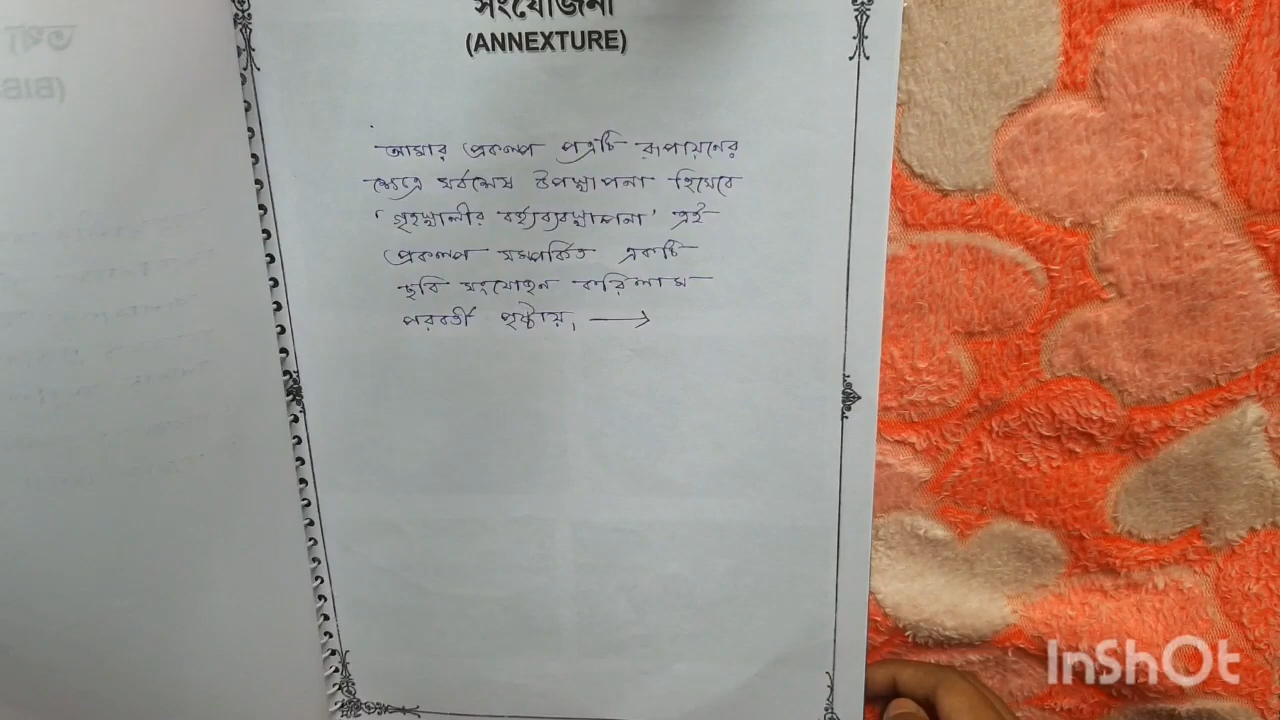 সংযোজনী
(ANNEXTURE)
আমার প্রকল্প পত্রটি রূপায়নের
ক্ষেত্রে সর্বশেষ উপস্থাপনা হিসেবে
'গৃহস্থালীর বর্জ্যব্যবস্থাপনা' এই
প্রকল্প সম্পর্কিত একটি
ছবি সংযোজন করিলাম
পরবর্তী পৃষ্ঠায়, →
InShOt